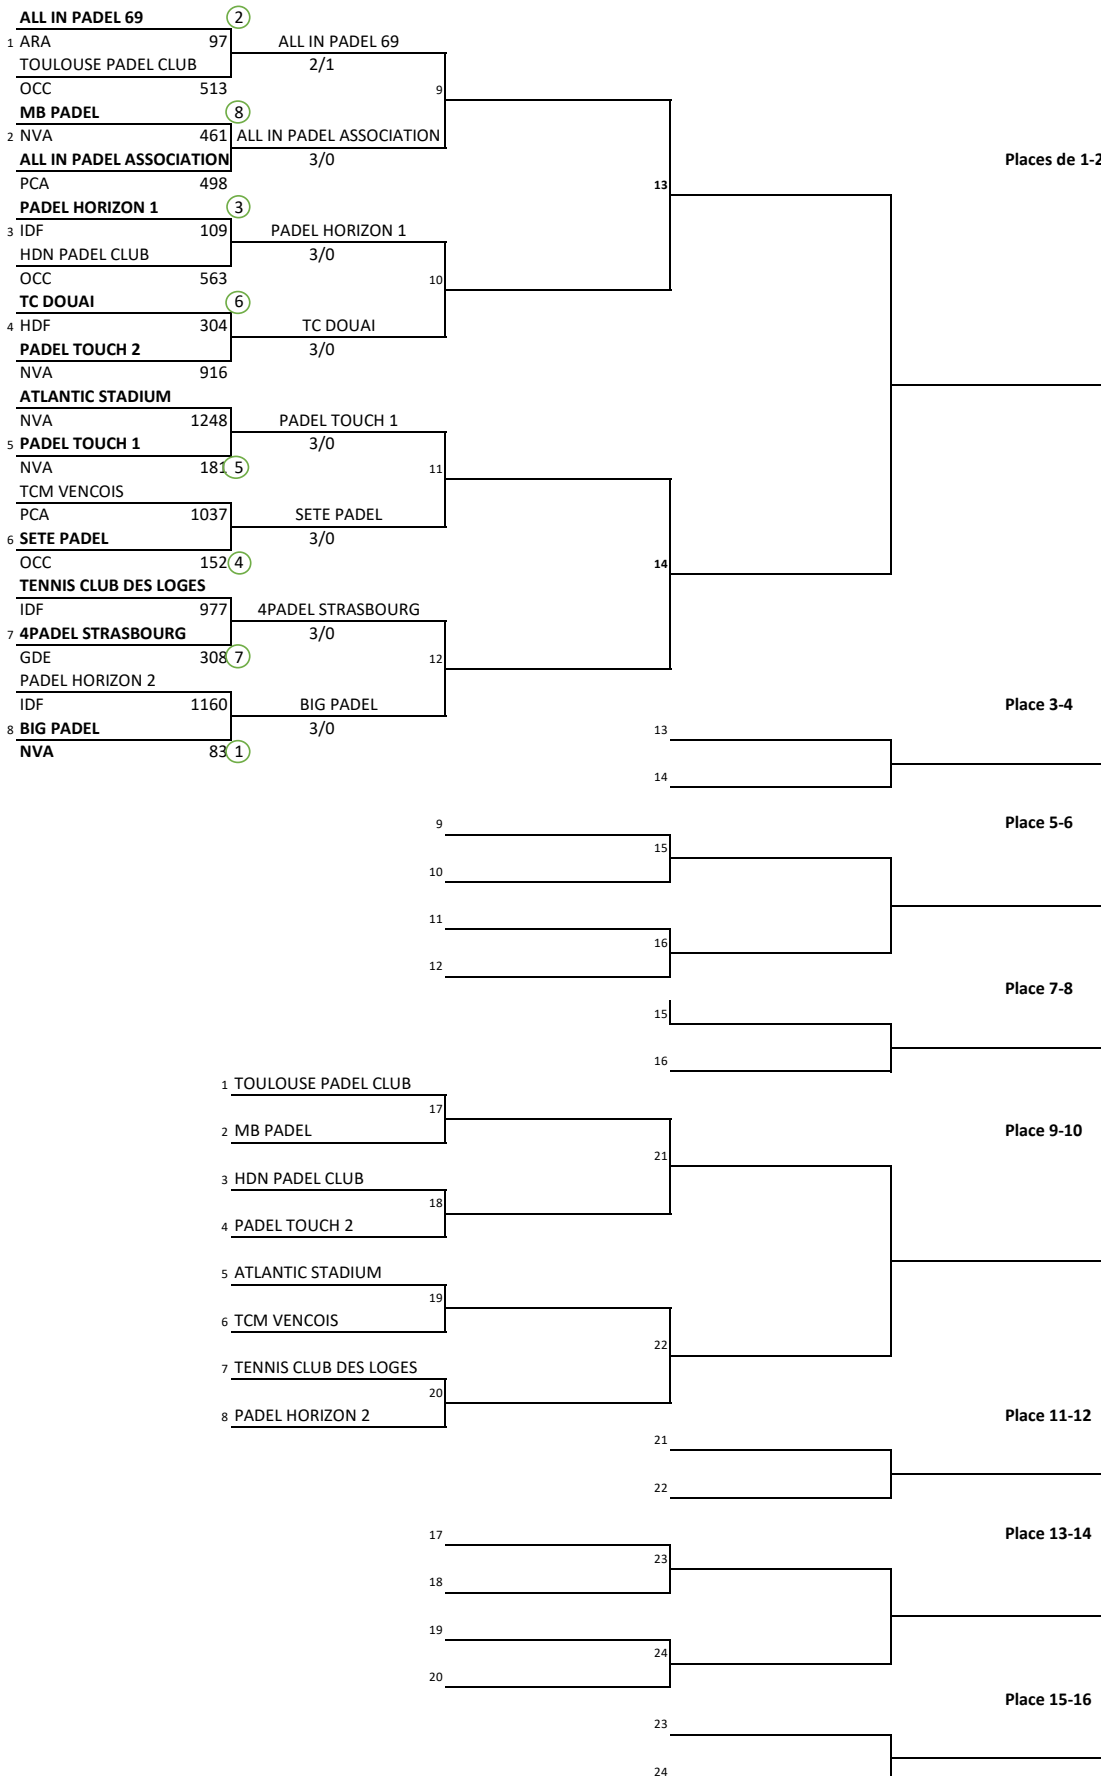 ALL IN PADEL 69 2
1 ARA 97 ALL IN PADEL 69
TOULOUSE PADEL CLUB 2/1
OCC 513 9
MB PADEL 8
2 NVA 461 ALL IN PADEL ASSOCIATION
ALL IN PADEL ASSOCIATION 3/0 Places de 1-2
PCA 498 13
PADEL HORIZON 1 3
3 IDF 109 PADEL HORIZON 1
HDN PADEL CLUB 3/0
OCC 563 10
TC DOUAI 6
4 HDF 304 TC DOUAI
PADEL TOUCH 2 3/0
NVA 916
ATLANTIC STADIUM
NVA 1248 PADEL TOUCH 1
5 PADEL TOUCH 1 3/0
NVA 181 5 11
TCM VENCOIS
PCA 1037 SETE PADEL
6 SETE PADEL 3/0
OCC 152 4 14
TENNIS CLUB DES LOGES
IDF 977 4PADEL STRASBOURG
7 4PADEL STRASBOURG 3/0
GDE 308 7 12
PADEL HORIZON 2
IDF 1160 BIG PADEL Place 3-4
8 BIG PADEL 3/0 13
NVA 83 1
14
9 Place 5-6
15
10
11
16
12
Place 7-8
15
16
1 TOULOUSE PADEL CLUB
17
2 MB PADEL Place 9-10
21
3 HDN PADEL CLUB
18
4 PADEL TOUCH 2
5 ATLANTIC STADIUM
19
6 TCM VENCOIS
22
7 TENNIS CLUB DES LOGES
20
8 PADEL HORIZON 2 Place 11-12
21
22
17 Place 13-14
23
18
19
24
20
Place 15-16
23
24